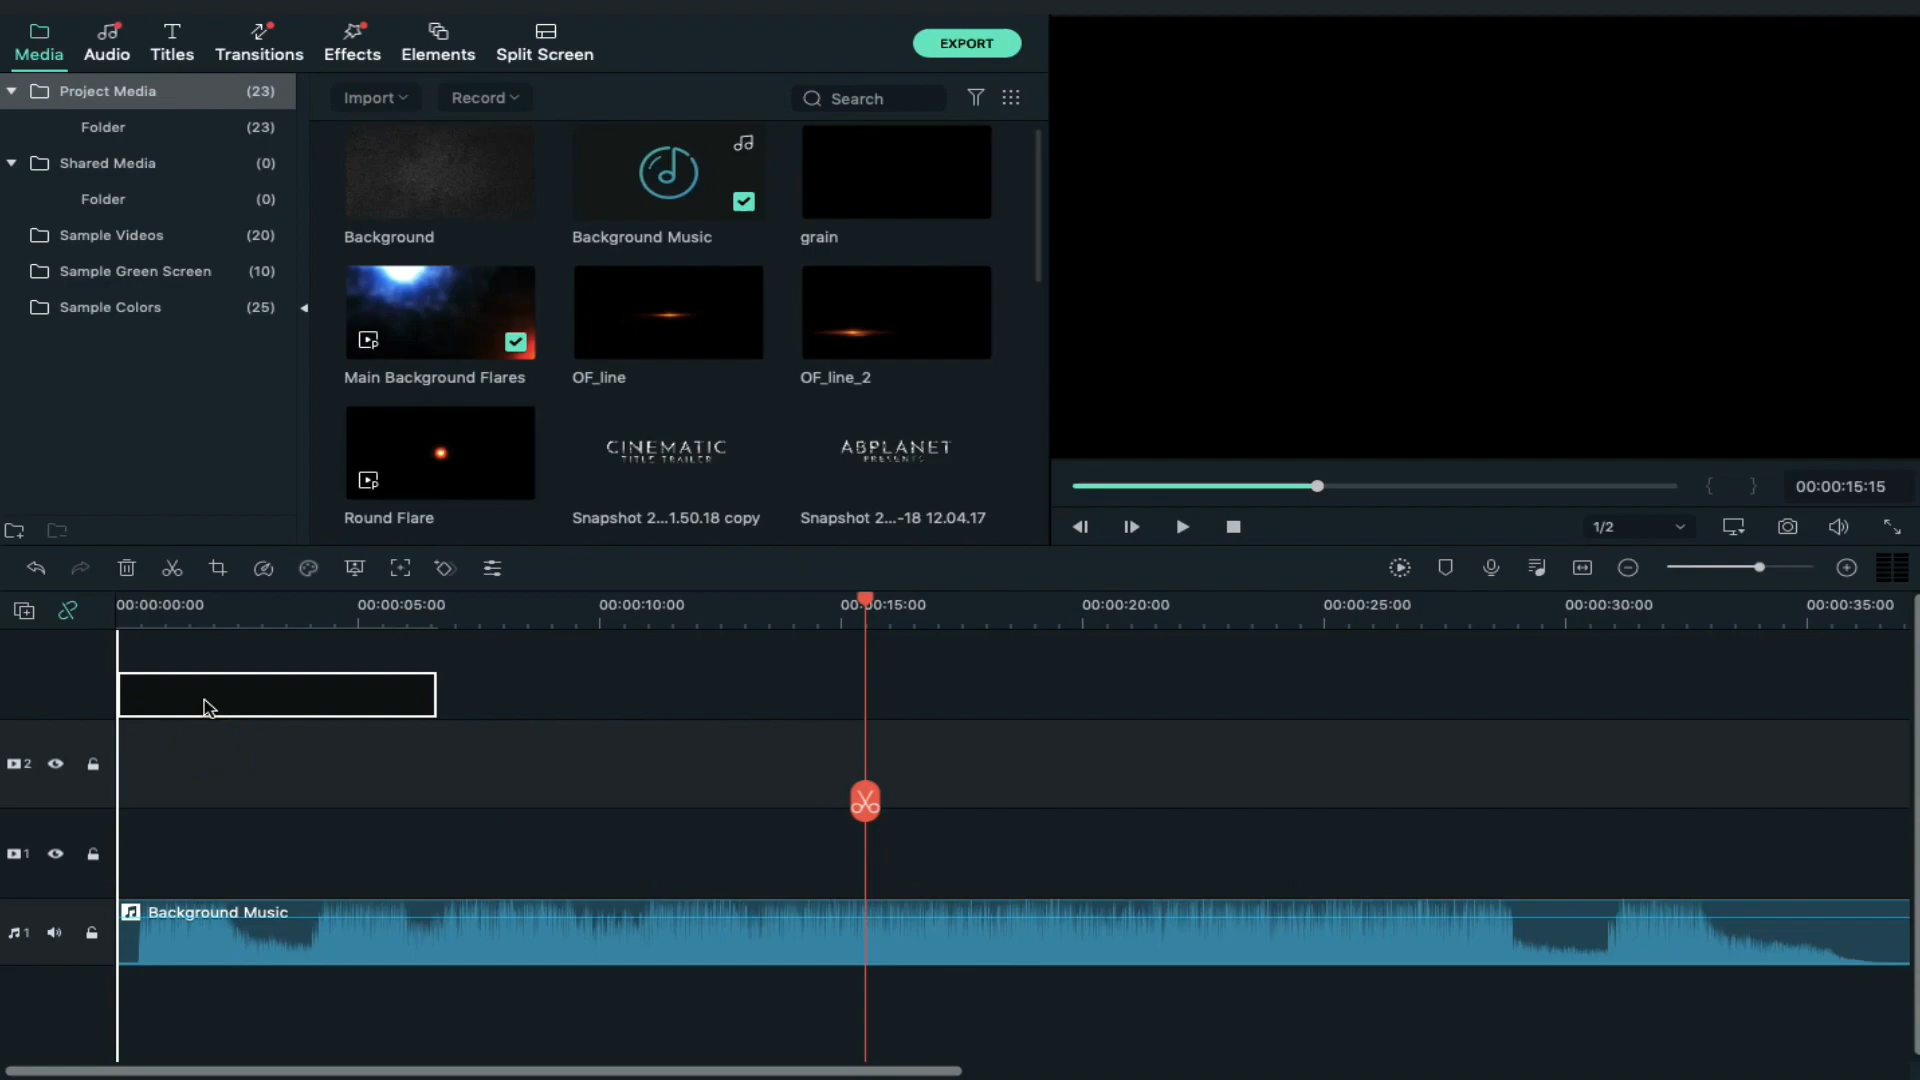 Media
Audio
Titles
Transitions
Effects
Elements
Split Screen
EXPORT
Project Media (23)
Folder (23)
Shared Media (0)
Folder (0)
Sample Videos (20)
Sample Green Screen (10)
Sample Colors (25)
Import
Record
Search
Background
Background Music
grain
Main Background Flares
OF_line
OF_line_2
CINEMATIC
TITLE TRAILER
ABPLANET
PRESENTS
Round Flare
Snapshot 2...1.50.18 copy
Snapshot 2...-18 12.04.17
{ } 00:00:15:15
1/2
00:00:00:00
00:00:05:00
00:00:10:00
00:00:15:00
00:00:20:00
00:00:25:00
00:00:30:00
00:00:35:00
2
1
Background Music
1